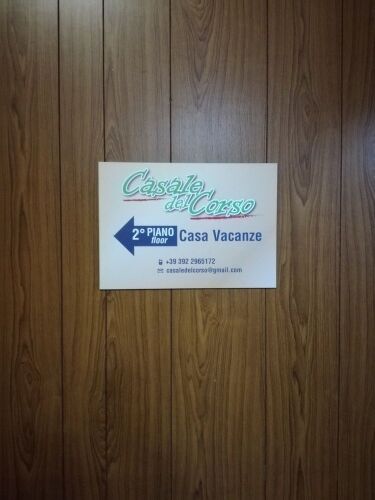 Casale
del Corso
2° PIANO
floor
Casa Vacanze
+39 392 2965172
casaledelcorso@gmail.com